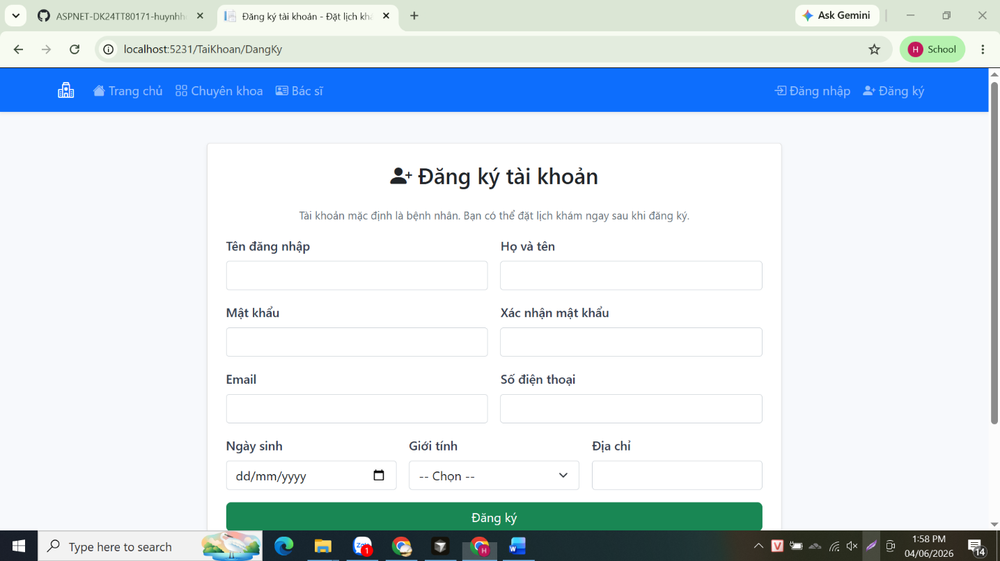 ASPNET-DK24TT80171-huynhh
Đăng ký tài khoản - Đặt lịch khá
Ask Gemini
localhost:5231/TaiKhoan/DangKy
H School
Trang chủ Chuyên khoa Bác sĩ Đăng nhập Đăng ký
Đăng ký tài khoản
Tài khoản mặc định là bệnh nhân. Bạn có thể đặt lịch khám ngay sau khi đăng ký.
Tên đăng nhập Họ và tên
Mật khẩu Xác nhận mật khẩu
Email Số điện thoại
Ngày sinh Giới tính Địa chỉ
dd/mm/yyyy -- Chọn --
Đăng ký
Type here to search
Zalo
1
H
W
V
1:58 PM
04/06/2026
14